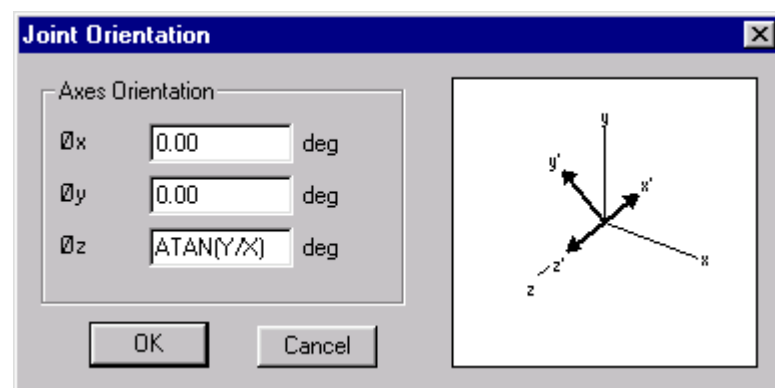 Joint Orientation
Axes Orientation
Øx 0.00 deg
Øy 0.00 deg
Øz ATAN(Y/X) deg
OK Cancel
y
y'
x'
x
z'
z